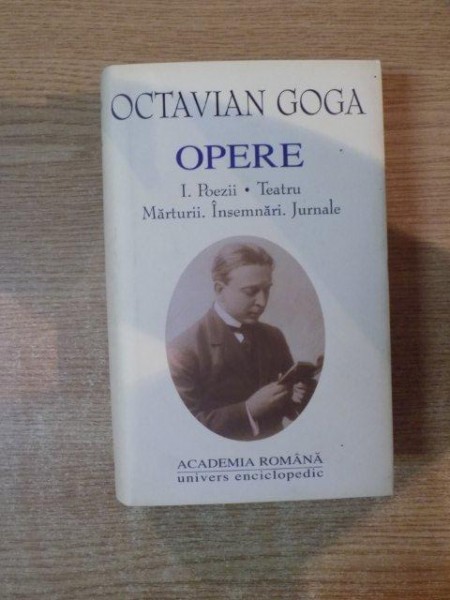 OCTAVIAN GOGA
OPERE
I. Poezii • Teatru
Mărturii. Însemnări. Jurnale
ACADEMIA ROMÂNĂ
univers enciclopedic